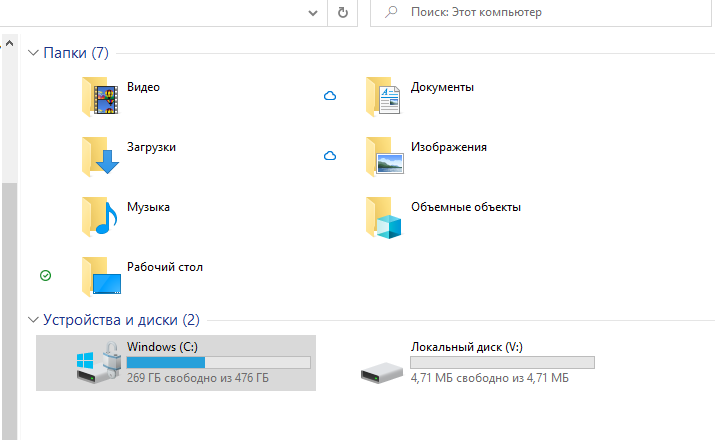 Поиск: Этот компьютер
Папки (7)
Видео
Документы
Загрузки
Изображения
Музыка
Объемные объекты
Рабочий стол
Устройства и диски (2)
Windows (C:)
269 ГБ свободно из 476 ГБ
Локальный диск (V:)
4,71 МБ свободно из 4,71 МБ